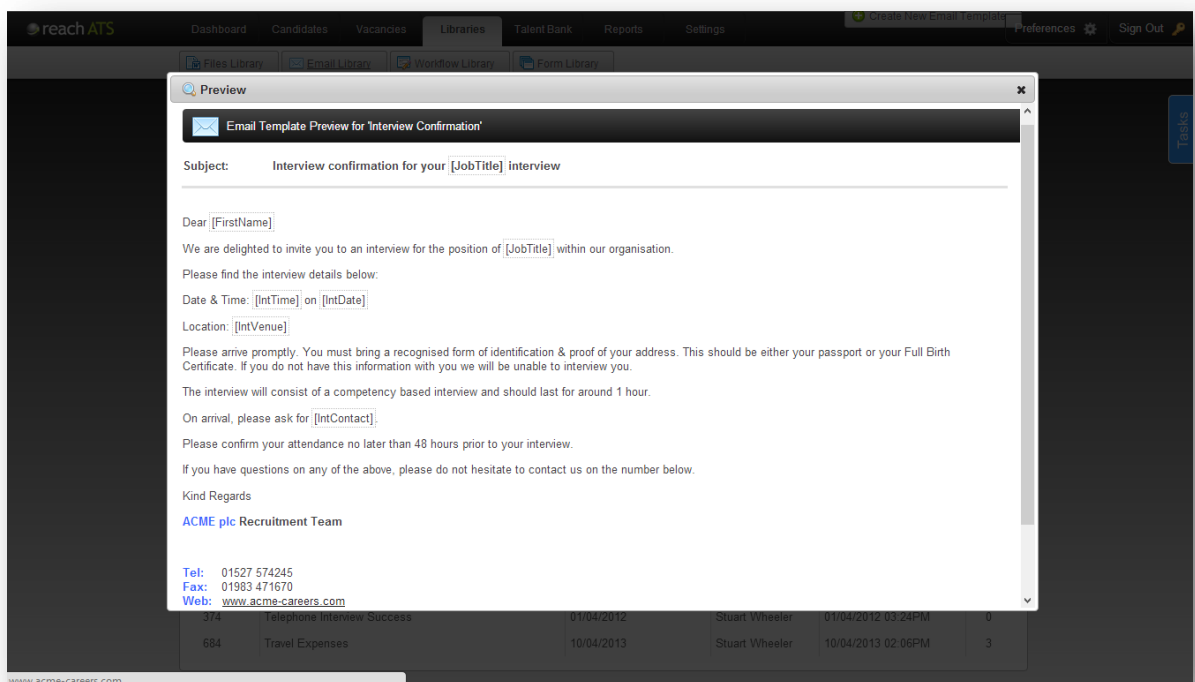 reach ATS
Dashboard Candidates Vacancies Libraries Talent Bank Reports Settings
Create New Email Template
Preferences Sign Out
Files Library Email Library Workflow Library Form Library
Tasks
Preview
Email Template Preview for 'Interview Confirmation'
Subject: Interview confirmation for your [JobTitle] interview
Dear [FirstName]
We are delighted to invite you to an interview for the position of [JobTitle] within our organisation.
Please find the interview details below:
Date & Time: [IntTime] on [IntDate]
Location: [IntVenue]
Please arrive promptly. You must bring a recognised form of identification & proof of your address. This should be either your passport or your Full Birth
Certificate. If you do not have this information with you we will be unable to interview you.
The interview will consist of a competency based interview and should last for around 1 hour.
On arrival, please ask for [IntContact].
Please confirm your attendance no later than 48 hours prior to your interview.
If you have questions on any of the above, please do not hesitate to contact us on the number below.
Kind Regards
ACME plc Recruitment Team
Tel: 01527 574245
Fax: 01983 471670
Web: www.acme-careers.com
374 Telephone Interview Success 01/04/2012 Stuart Wheeler 01/04/2012 03:24PM 0
684 Travel Expenses 10/04/2013 Stuart Wheeler 10/04/2013 02:06PM 3
www.acme-careers.com